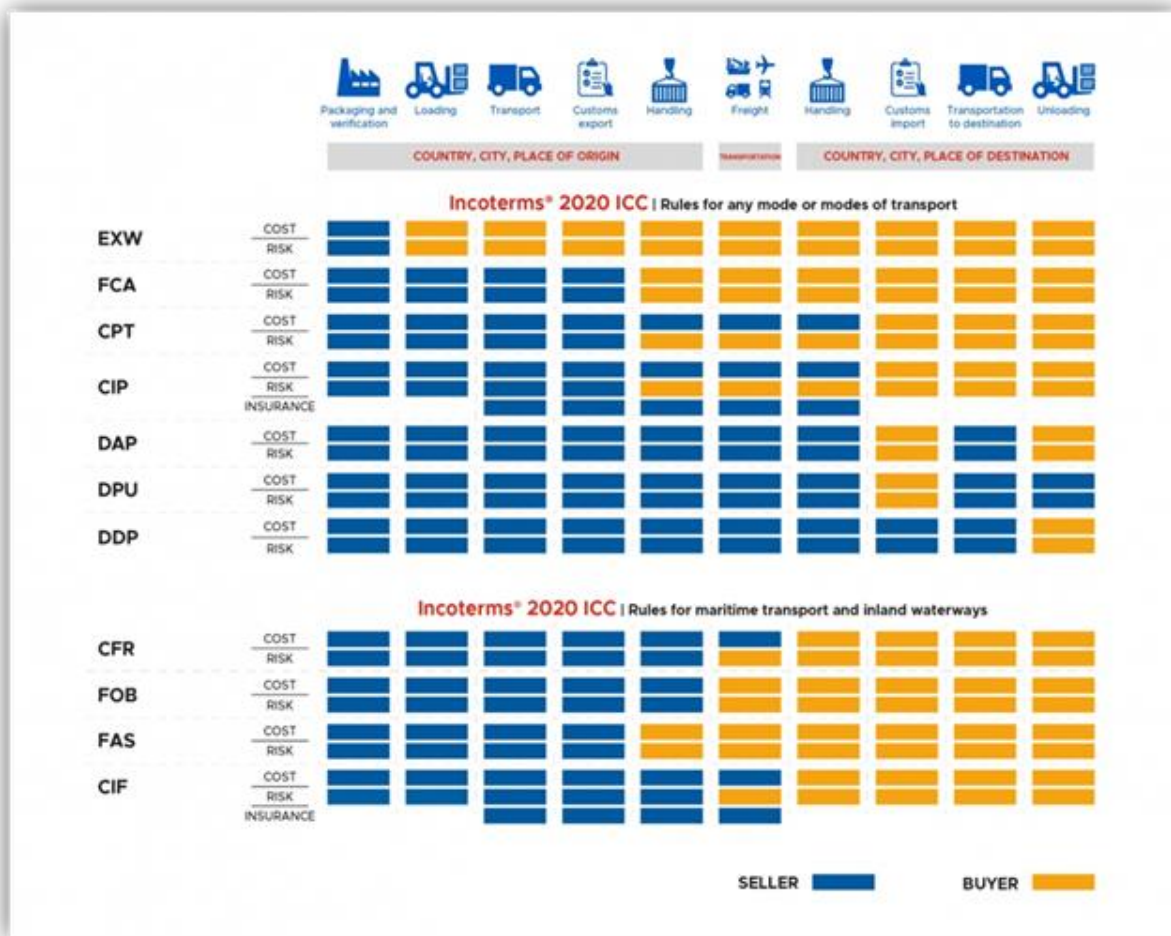 Packaging and verification
Loading
Transport
Customs export
Handling
Freight
Handling
Customs import
Transportation to destination
Unloading
COUNTRY, CITY, PLACE OF ORIGIN
TRANSPORTATION
COUNTRY, CITY, PLACE OF DESTINATION
Incoterms® 2020 ICC | Rules for any mode or modes of transport
EXW
COST
RISK
FCA
COST
RISK
CPT
COST
RISK
CIP
COST
RISK
INSURANCE
DAP
COST
RISK
DPU
COST
RISK
DDP
COST
RISK
Incoterms® 2020 ICC | Rules for maritime transport and inland waterways
CFR
COST
RISK
FOB
COST
RISK
FAS
COST
RISK
CIF
COST
RISK
INSURANCE
SELLER
BUYER